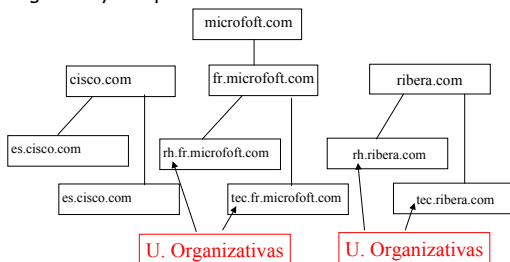 microfoft.com
cisco.com
fr.microfoft.com
ribera.com
es.cisco.com
rh.fr.microfoft.com
rh.ribera.com
es.cisco.com
tec.fr.microfoft.com
tec.ribera.com
U. Organizativas
U. Organizativas